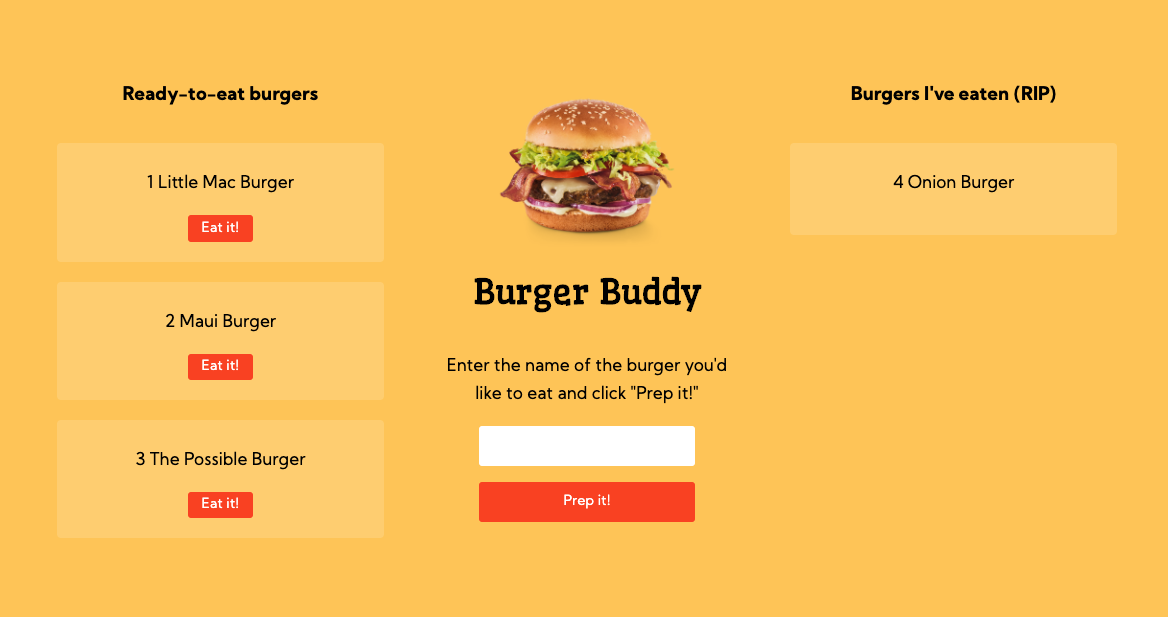 Ready-to-eat burgers
1 Little Mac Burger
Eat it!
2 Maui Burger
Eat it!
3 The Possible Burger
Eat it!
Burger Buddy
Enter the name of the burger you'd
like to eat and click "Prep it!"
Prep it!
Burgers I've eaten (RIP)
4 Onion Burger